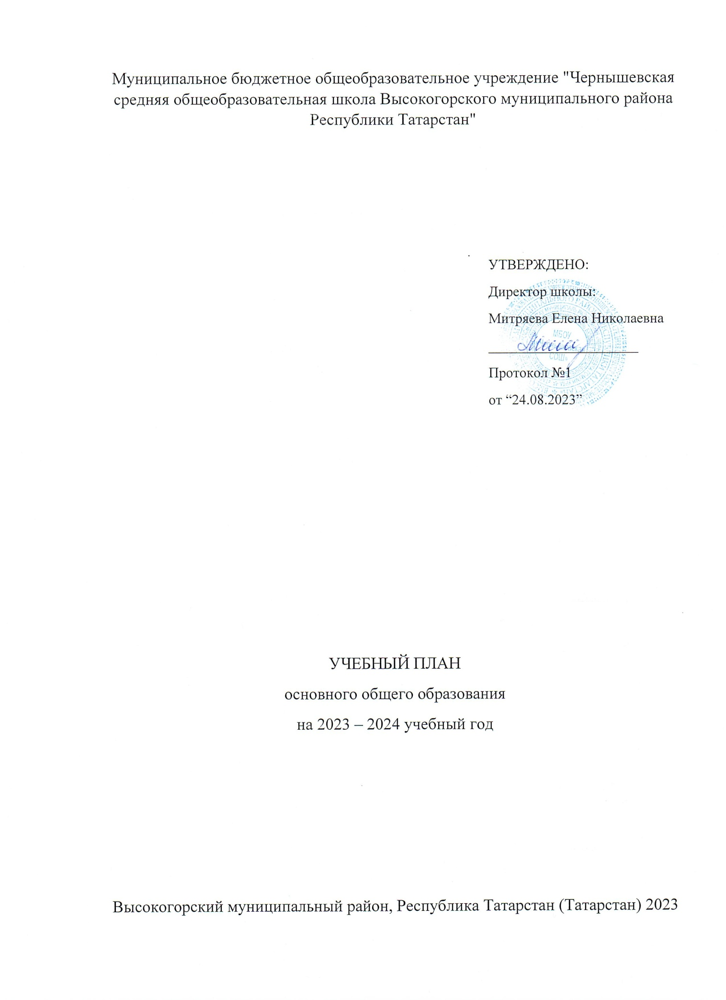 Муниципальное бюджетное общеобразовательное учреждение "Чернышевская
средняя общеобразовательная школа Высокогорского муниципального района
Республики Татарстан"
УТВЕРЖДЕНО:
Директор школы:
Митряева Елена Николаевна
МБОУ
СОШ»
Протокол №1
от “24.08.2023”
УЧЕБНЫЙ ПЛАН
основного общего образования
на 2023 – 2024 учебный год
Высокогорский муниципальный район, Республика Татарстан (Татарстан) 2023